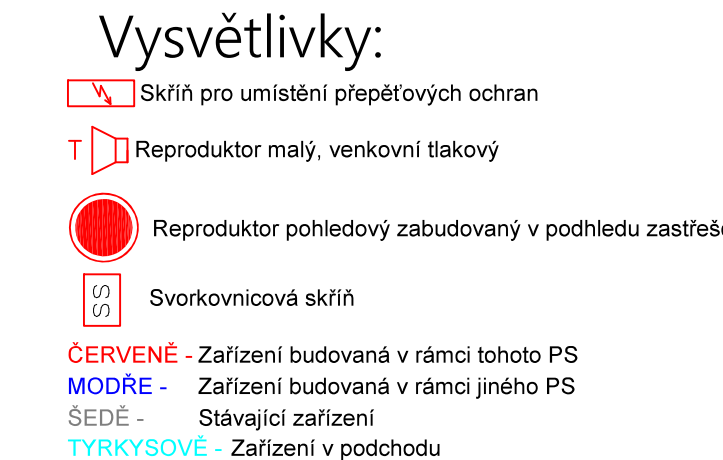 Vysvětlivky:
Skříň pro umístění přepěťových ochran
T Reproduktor malý, venkovní tlakový
Reproduktor pohledový zabudovaný v podhledu
SS Svorkovnicová skříň
ČERVENĚ - Zařízení budovaná v rámci tohoto PS
MODŘE - Zařízení budovaná v rámci jiného PS
ŠEDĚ - Stávající zařízení
TYRKYSOVĚ - Zařízení v podchodu